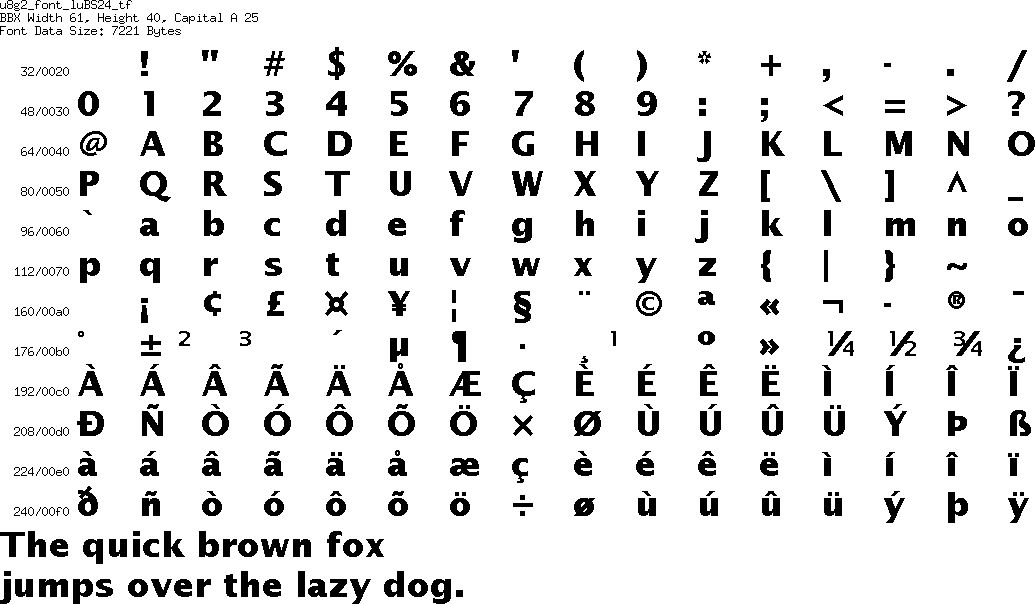 u8g2_font_luBS24_tf
BBX Width 61, Height 40, Capital A 25
Font Data Size: 7221 Bytes
32/0020 ! " # $ % & ' ( ) * + , - . /
48/0030 0 1 2 3 4 5 6 7 8 9 : ; < = > ?
64/0040 @ A B C D E F G H I J K L M N O
80/0050 P Q R S T U V W X Y Z [ \ ] ^ _
96/0060 ` a b c d e f g h i j k l m n o
112/0070 p q r s t u v w x y z { | } ~
160/00a0 ¡ ¢ £ ¤ ¥ ¦ § ¨ © ª « ¬ - ® ¯
176/00b0 ° ± ² ³ ´ µ ¶ · ¸ ¹ º » ¼ ½ ¾ ¿
192/00c0 À Á Â Ã Ä Å Æ Ç È É Ê Ë Ì Í Î Ï
208/00d0 Ð Ñ Ò Ó Ô Õ Ö × Ø Ù Ú Û Ü Ý Þ ß
224/00e0 à á â ã ä å æ ç è é ê ë ì í î ï
240/00f0 ð ñ ò ó ô õ ö ÷ ø ù ú û ü ý þ ÿ
The quick brown fox
jumps over the lazy dog.